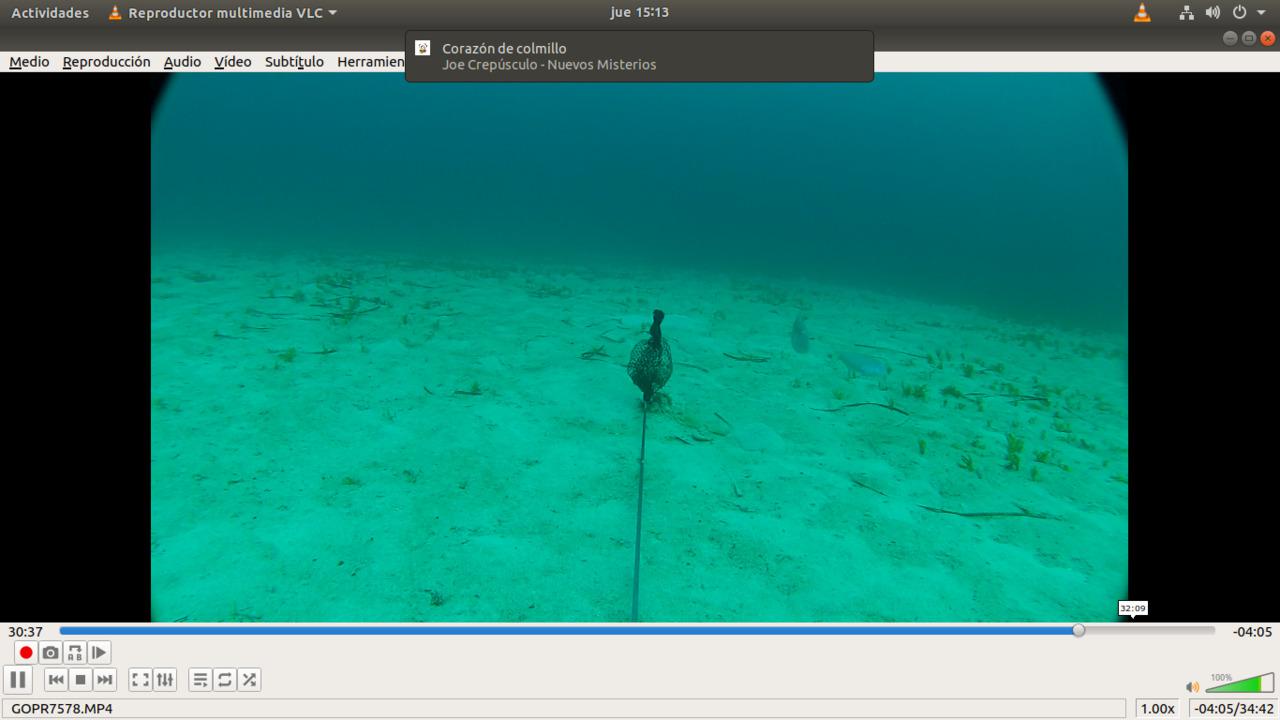 Actividades Reproductor multimedia VLC jue 15:13
Corazón de colmillo
Joe Crepúsculo - Nuevos Misterios
Medio Reproducción Audio Vídeo Subtítulo Herramien
32:09
30:37 -04:05
A B
100%
GOPR7578.MP4 1.00x -04:05/34:42